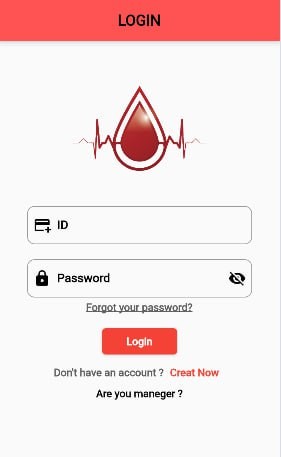 LOGIN
ID
Password
Forgot your password?
Login
Don't have an account ? Creat Now
Are you maneger ?